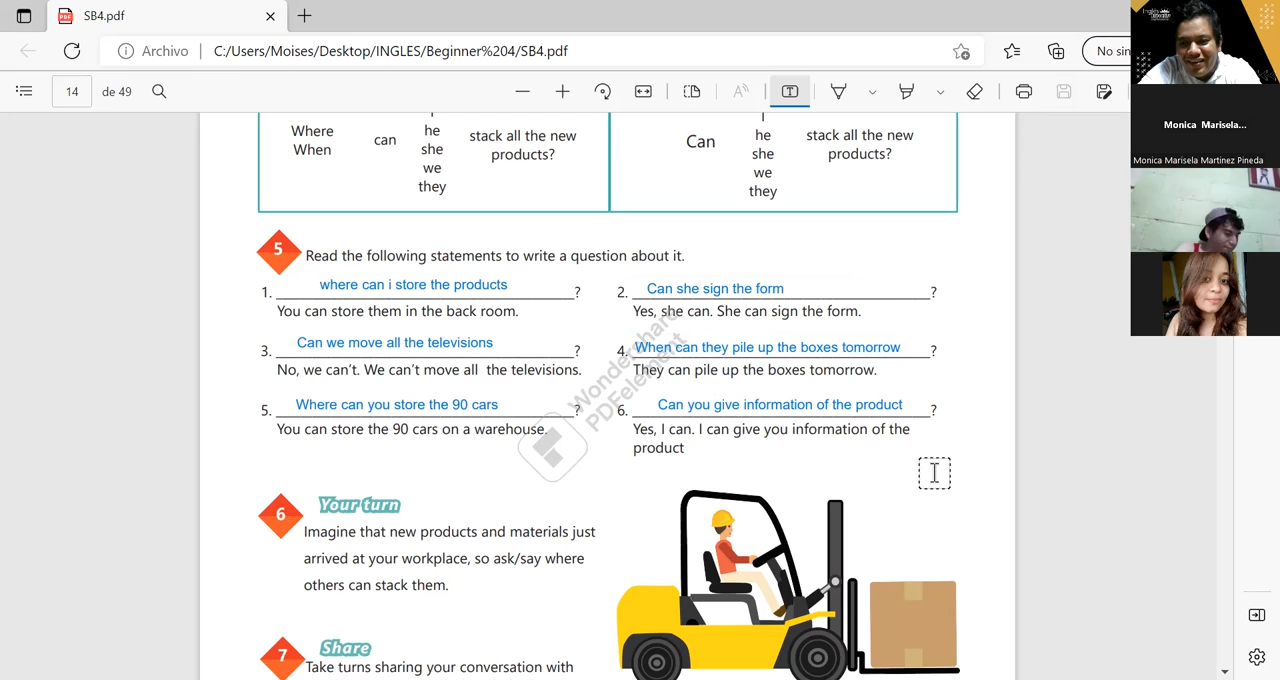 SB4.pdf
Archivo
C:/Users/Moises/Desktop/INGLES/Beginner%204/SB4.pdf
No sin
14 de 49
Where
When
can
he
she
we
they
stack all the new
products?
Can
I
he
she
we
they
stack all the new
products?
5 Read the following statements to write a question about it.
1. where can i store the products ?
You can store them in the back room.
2. Can she sign the form ?
Yes, she can. She can sign the form.
3. Can we move all the televisions ?
No, we can't. We can't move all the televisions.
4. When can they pile up the boxes tomorrow ?
They can pile up the boxes tomorrow.
5. Where can you store the 90 cars ?
You can store the 90 cars on a warehouse.
6. Can you give information of the product ?
Yes, I can. I can give you information of the
product
Wondershare
PDFelement
6 Your turn
Imagine that new products and materials just
arrived at your workplace, so ask/say where
others can stack them.
7 Share
Take turns sharing your conversation with
Inglés
Monica Marisela...
Monica Marisela Martinez Pineda